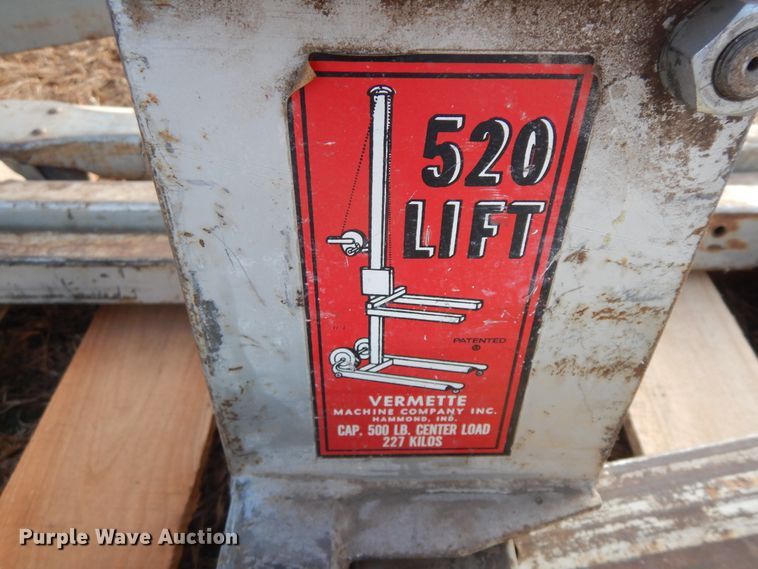 520
LIFT
PATENTED
VERMETTE
MACHINE COMPANY INC.
HAMMOND, IND.
CAP. 500 LB. CENTER LOAD
227 KILOS
Purple Wave Auction